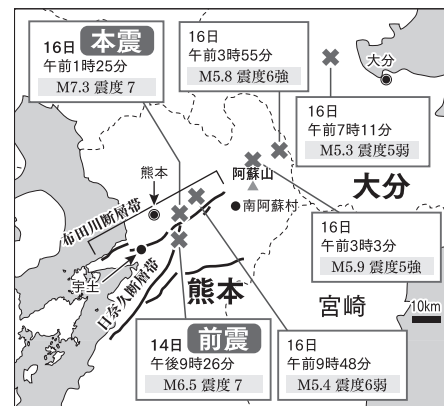 16日 本震
午前1時25分
M7.3 震度7
16日
午前3時55分
M5.8 震度6強
大分
16日
午前7時11分
M5.3 震度5弱
熊本
阿蘇山
大分
南阿蘇村
布田川断層帯
16日
午前3時3分
M5.9 震度5強
宇土
日奈久断層帯
熊本
宮崎
10km
14日 前震
午後9時26分
M6.5 震度7
16日
午前9時48分
M5.4 震度6弱